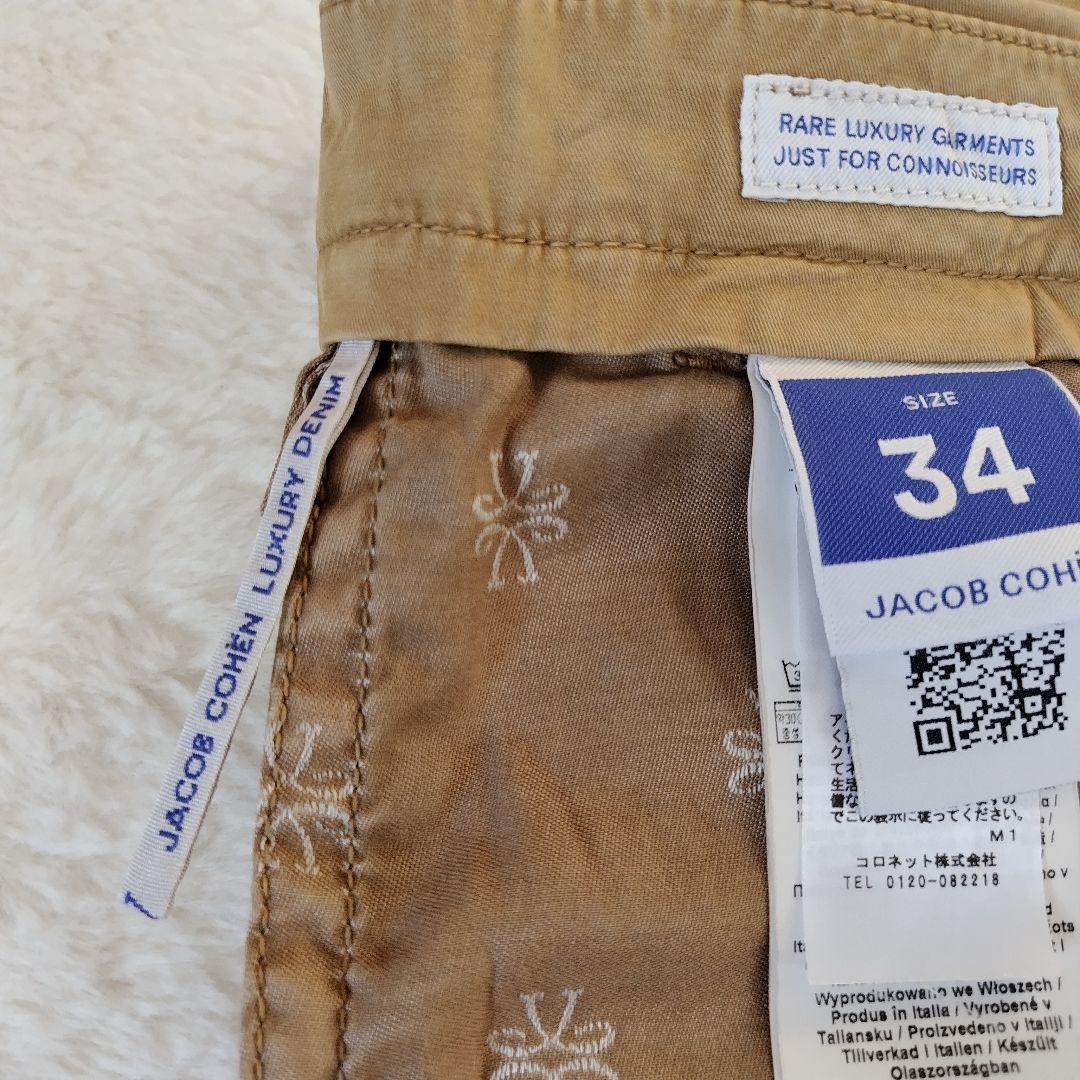 RARE LUXURY GARMENTS
JUST FOR CONNOISSEURS
JACOB COHËN LUXURY DENIM
SIZE
34
JACOB COH
でこの表示に従ってください。
M1
コロネット株式会社
TEL 0120-082218
Wyprodukowano we Włoszech /
Produs în Italia / Vyrobené v
Taliansku / Proizvedeno v Italiji /
Tillverkad i Italien / Készült
Olaszországban